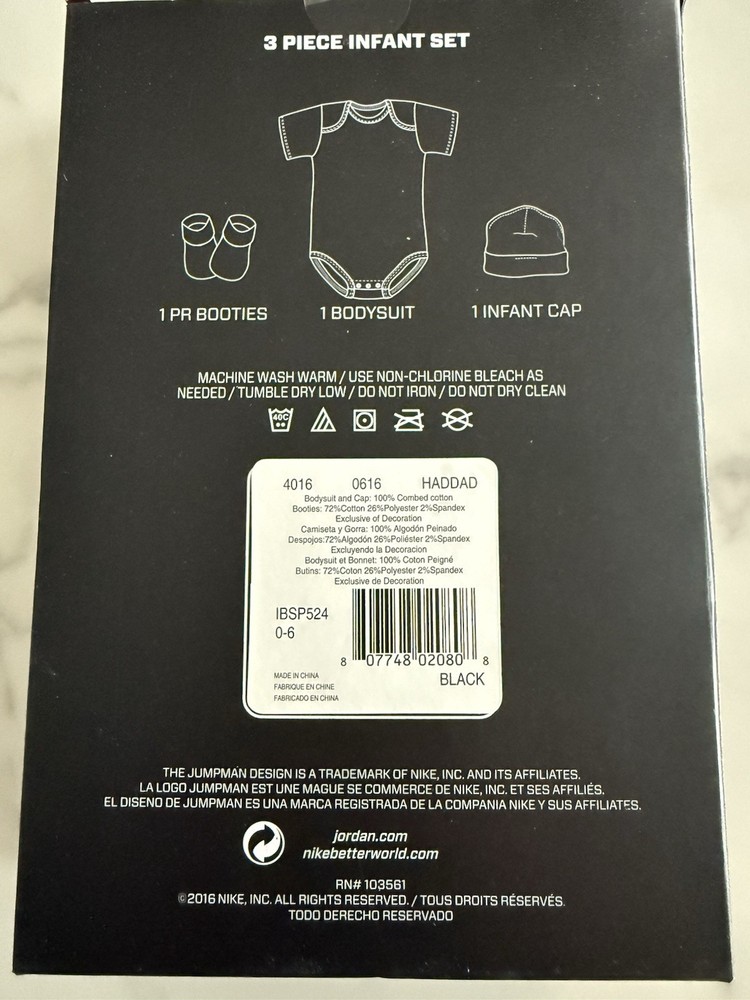 3 PIECE INFANT SET
1 PR BOOTIES
1 BODYSUIT
1 INFANT CAP
MACHINE WASH WARM / USE NON-CHLORINE BLEACH AS
NEEDED / TUMBLE DRY LOW / DO NOT IRON / DO NOT DRY CLEAN
40C
4016 0616 HADDAD
Bodysuit and Cap: 100% Combed cotton
Booties: 72%Cotton 26%Polyester 2%Spandex
Exclusive of Decoration
Camiseta y Gorra: 100% Algodón Peinado
Despojos:72%Algodón 26%Poliéster 2%Spandex
Excluyendo la Decoracion
Bodysuit et Bonnet: 100% Coton Peigné
Butins: 72%Coton 26%Polyester 2%Spandex
Exclusive de Decoration
IBSP524
0-6
8 07748 02080 8
BLACK
MADE IN CHINA
FABRIQUE EN CHINE
FABRICADO EN CHINA
THE JUMPMAN DESIGN IS A TRADEMARK OF NIKE, INC. AND ITS AFFILIATES.
LA LOGO JUMPMAN EST UNE MAGUE SE COMMERCE DE NIKE, INC. ET SES AFFILIÉS.
EL DISENO DE JUMPMAN ES UNA MARCA REGISTRADA DE LA COMPANIA NIKE Y SUS AFFILIATES.
jordan.com
nikebetterworld.com
RN# 103561
©2016 NIKE, INC. ALL RIGHTS RESERVED. / TOUS DROITS RÉSERVÉS.
TODO DERECHO RESERVADO